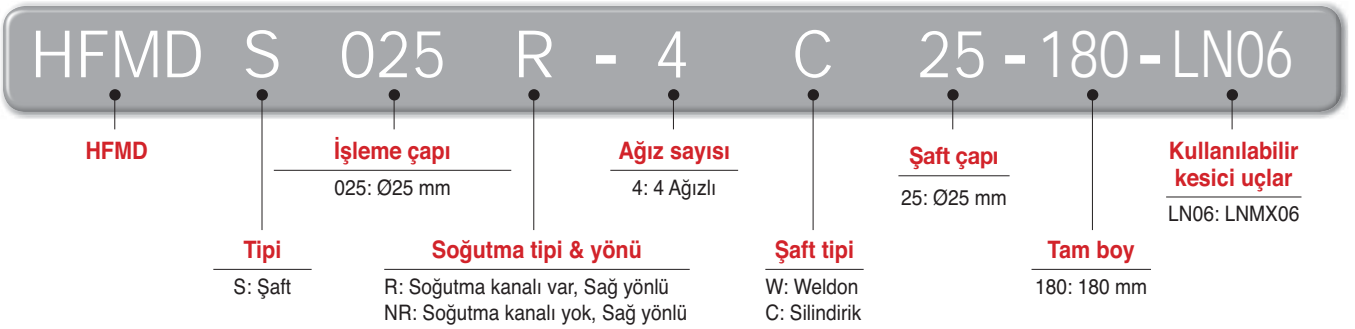 HFMD S 025 R - 4 C 25 - 180 - LN06
HFMD
İşleme çapı
025: Ø25 mm
Ağız sayısı
4: 4 Ağızlı
Şaft çapı
25: Ø25 mm
Kullanılabilir
kesici uçlar
LN06: LNMX06
Tipi
S: Şaft
Soğutma tipi & yönü
R: Soğutma kanalı var, Sağ yönlü
NR: Soğutma kanalı yok, Sağ yönlü
Şaft tipi
W: Weldon
C: Silindirik
Tam boy
180: 180 mm